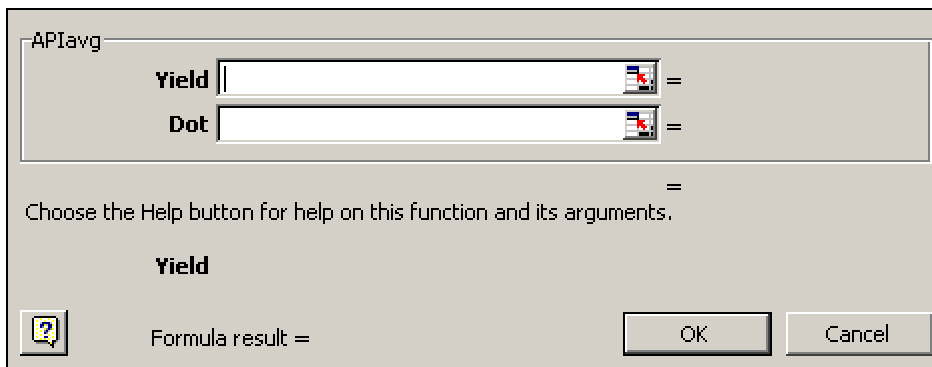 APIavg
Yield =
Dot =
=
Choose the Help button for help on this function and its arguments.
Yield
?
Formula result =
OK
Cancel